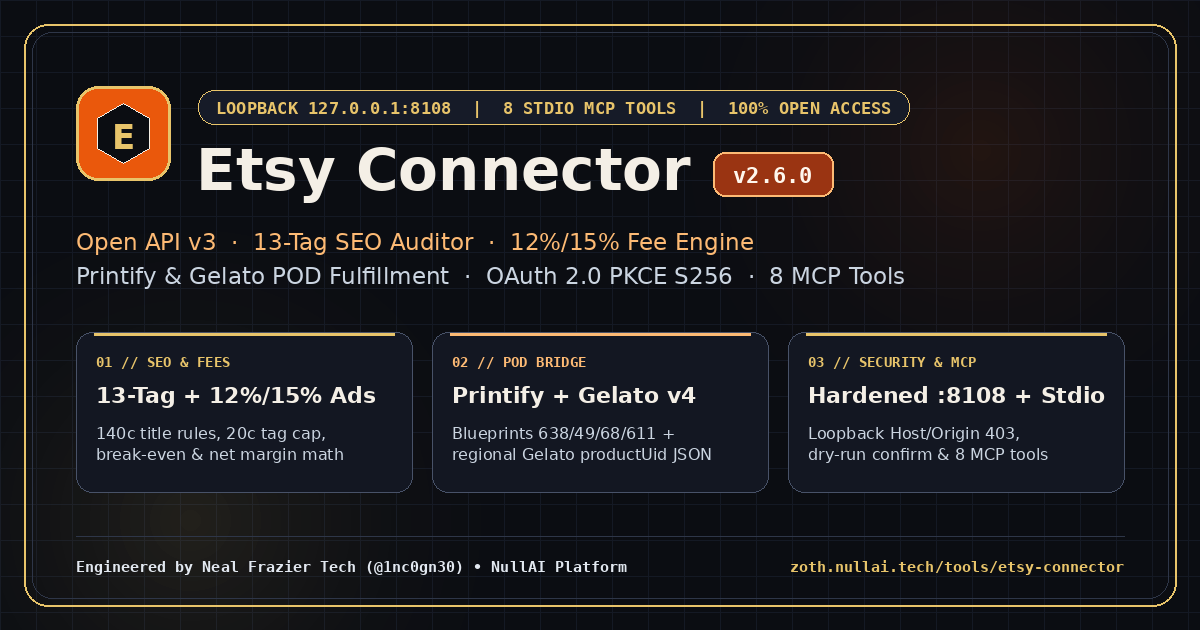 E
LOOPBACK 127.0.0.1:8108 | 8 STDIO MCP TOOLS | 100% OPEN ACCESS
Etsy Connector v2.6.0
Open API v3 · 13-Tag SEO Auditor · 12%/15% Fee Engine
Printify & Gelato POD Fulfillment · OAuth 2.0 PKCE S256 · 8 MCP Tools
01 // SEO & FEES
13-Tag + 12%/15% Ads
140c title rules, 20c tag cap,
break-even & net margin math
02 // POD BRIDGE
Printify + Gelato v4
Blueprints 638/49/68/611 +
regional Gelato productUid JSON
03 // SECURITY & MCP
Hardened :8108 + Stdio
Loopback Host/Origin 403,
dry-run confirm & 8 MCP tools
Engineered by Neal Frazier Tech (@1nc0gn30) • NullAI Platform
zoth.nullai.tech/tools/etsy-connector